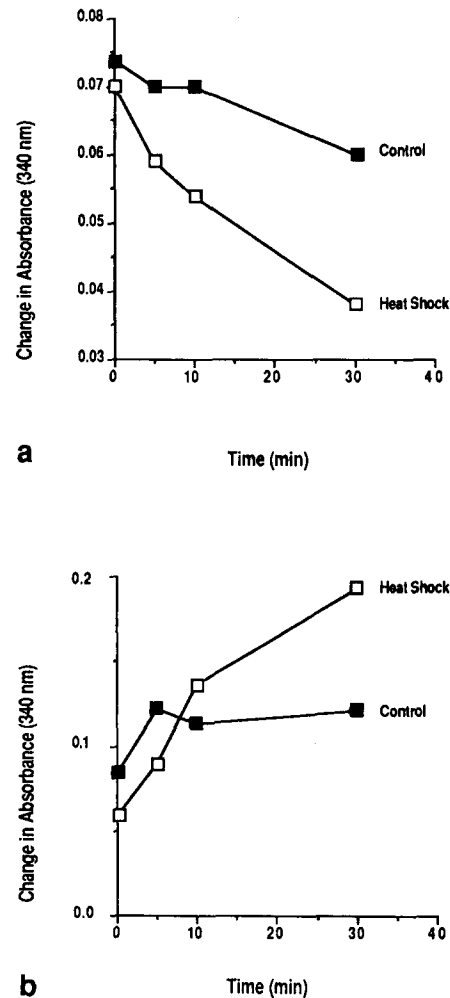 Change in Absorbance (340 nm)
0.08
0.07
0.06
0.05
0.04
0.03
Control
Heat Shock
0
10
20
30
40
a
Time (min)
Change in Absorbance (340 nm)
0.2
0.1
0.0
Heat Shock
Control
0
10
20
30
40
b
Time (min)